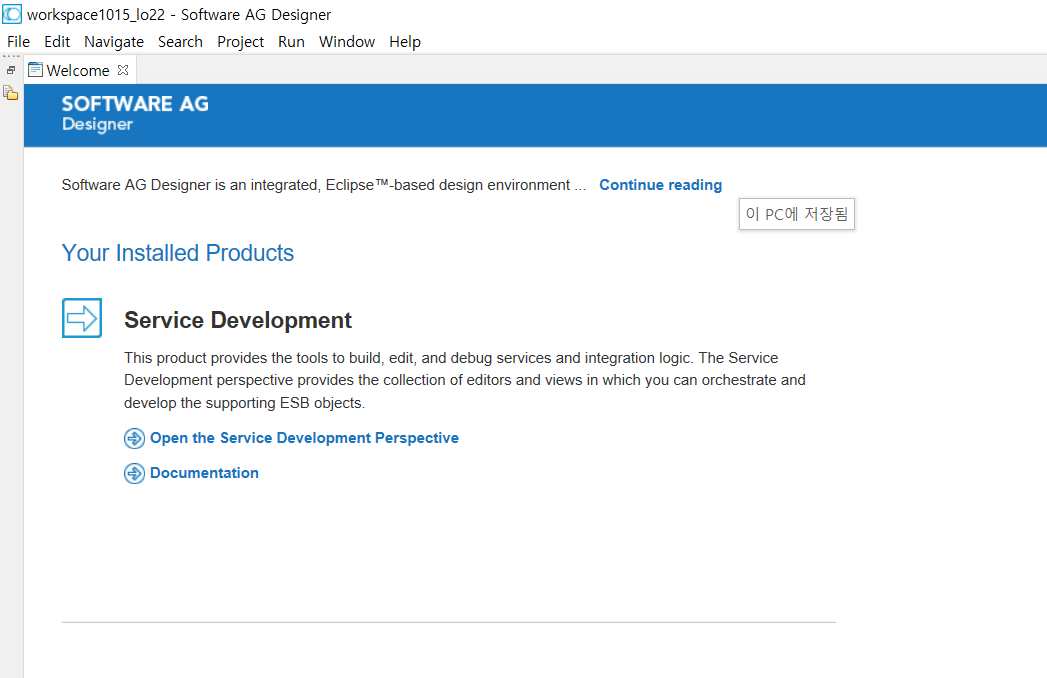 workspace1015_lo22 - Software AG Designer
File Edit Navigate Search Project Run Window Help
Welcome
SOFTWARE AG
Designer
Software AG Designer is an integrated, Eclipse™-based design environment ... Continue reading
이 PC에 저장됨
Your Installed Products
Service Development
This product provides the tools to build, edit, and debug services and integration logic. The Service
Development perspective provides the collection of editors and views in which you can orchestrate and
develop the supporting ESB objects.
Open the Service Development Perspective
Documentation